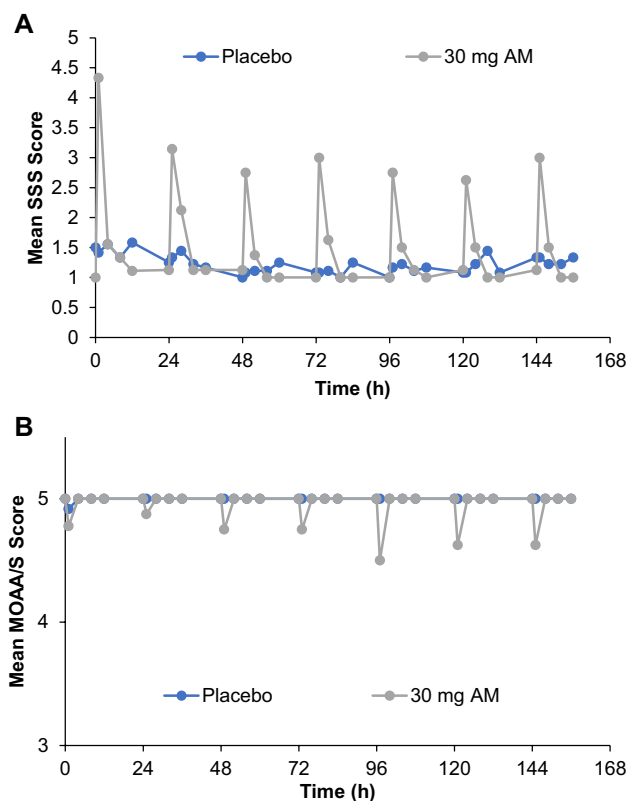 A
Placebo 30 mg AM
Mean SSS Score
5
4.5
4
3.5
3
2.5
2
1.5
1
0.5
0
0 24 48 72 96 120 144 168
Time (h)
B
Mean MOAA/S Score
5
4
3
Placebo 30 mg AM
0 24 48 72 96 120 144 168
Time (h)